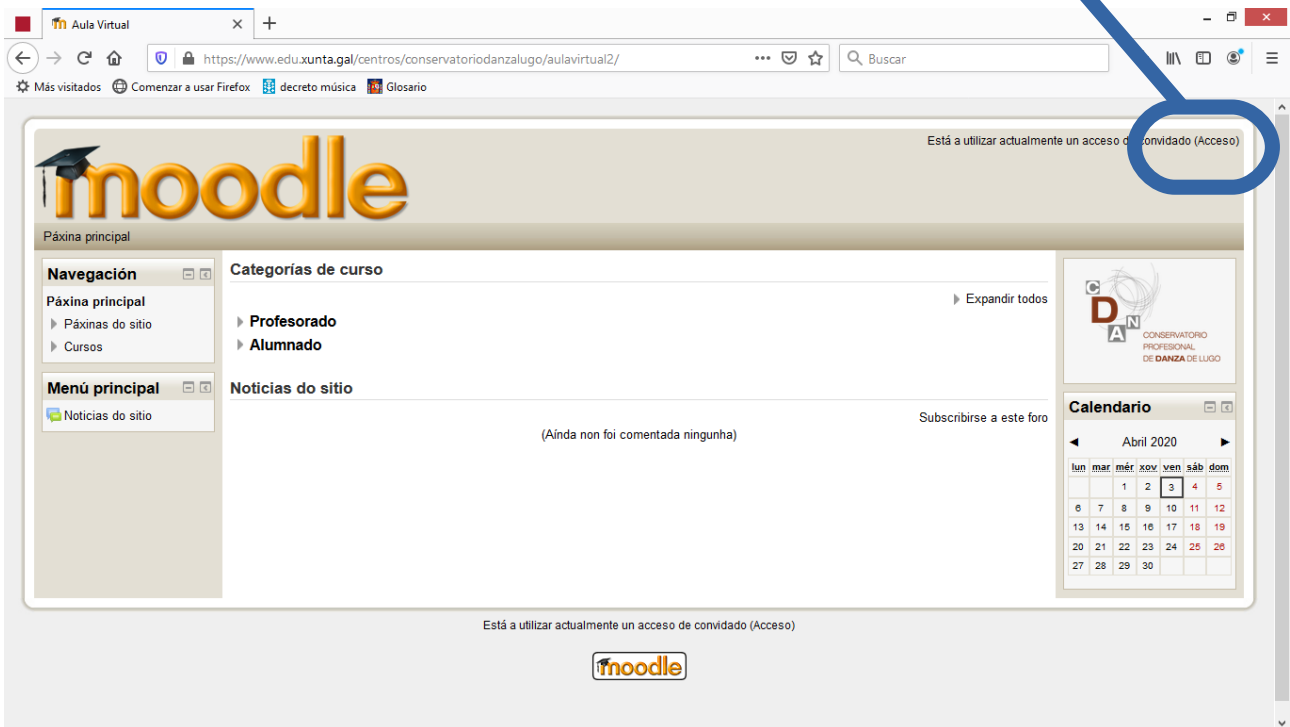 Aula Virtual
https://www.edu.xunta.gal/centros/conservatoriodanzalugo/aulavirtual2/
Buscar
Más visitados Comenzar a usar Firefox decreto música Glosario
Está a utilizar actualmente un acceso de convidado (Acceso)
moodle
Páxina principal
Navegación
Páxina principal
Páxinas do sitio
Cursos
Menú principal
Noticias do sitio
Categorías de curso
Expandir todos
Profesorado
Alumnado
Noticias do sitio
Subscribirse a este foro
(Aínda non foi comentada ningunha)
C
D
A N
CONSERVATORIO
PROFESIONAL
DE DANZA DE LUGO
Calendario
Abril 2020
lun mar mér xov ven sáb dom
1 2 3 4 5
6 7 8 9 10 11 12
13 14 15 16 17 18 19
20 21 22 23 24 25 26
27 28 29 30
Está a utilizar actualmente un acceso de convidado (Acceso)
moodle